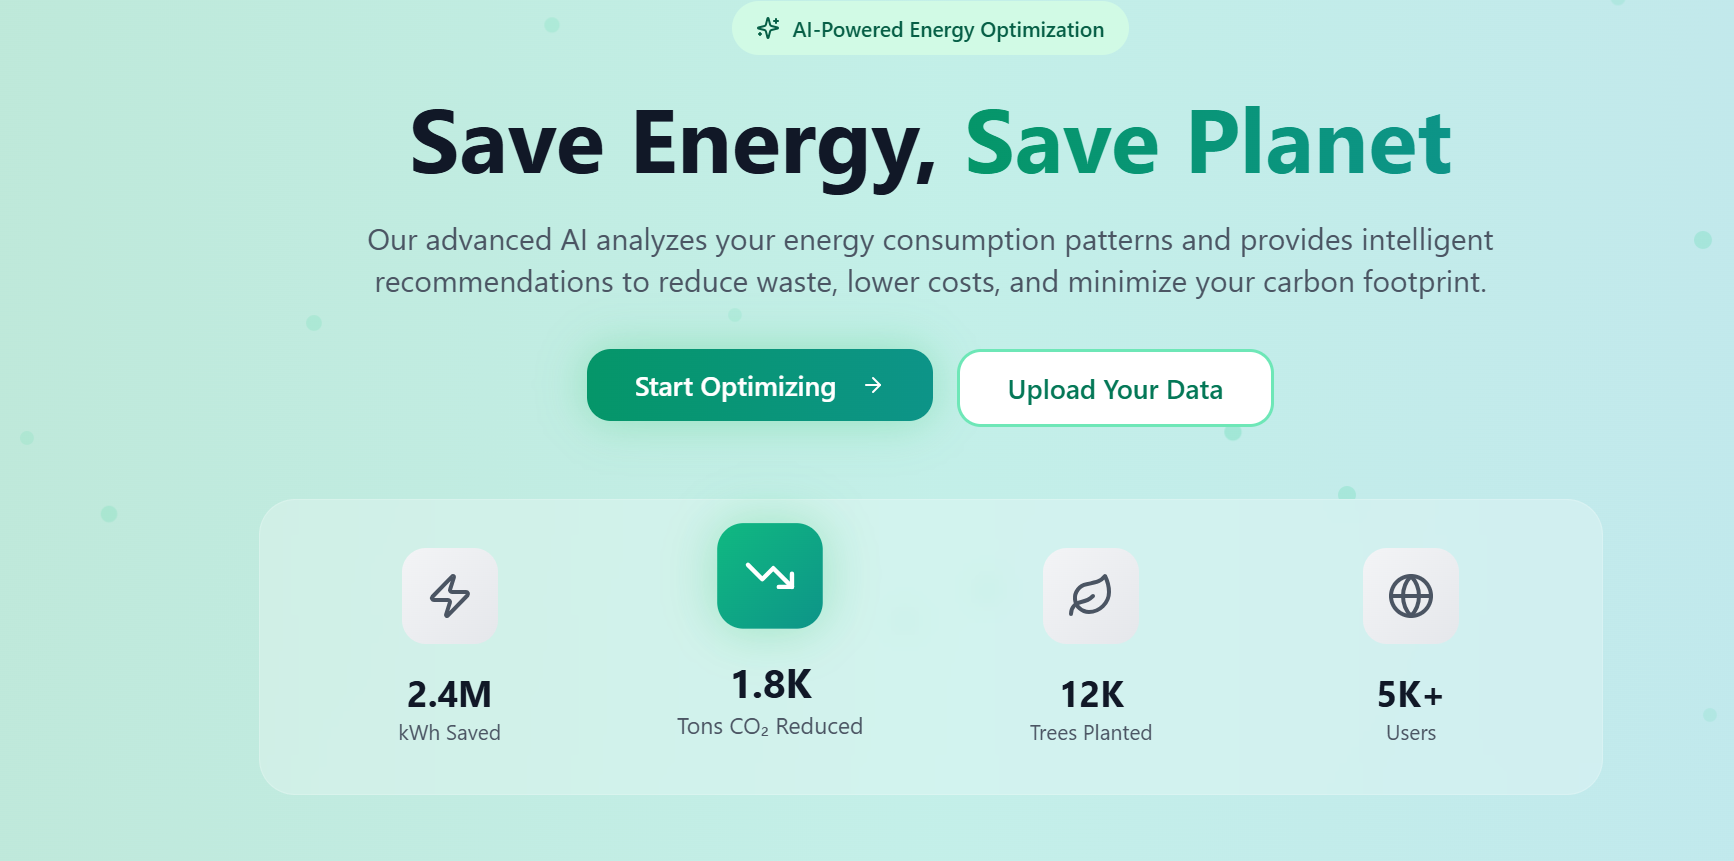 AI-Powered Energy Optimization
Save Energy, Save Planet
Our advanced AI analyzes your energy consumption patterns and provides intelligent
recommendations to reduce waste, lower costs, and minimize your carbon footprint.
Start Optimizing →
Upload Your Data
2.4M
kWh Saved
1.8K
Tons CO₂ Reduced
12K
Trees Planted
5K+
Users